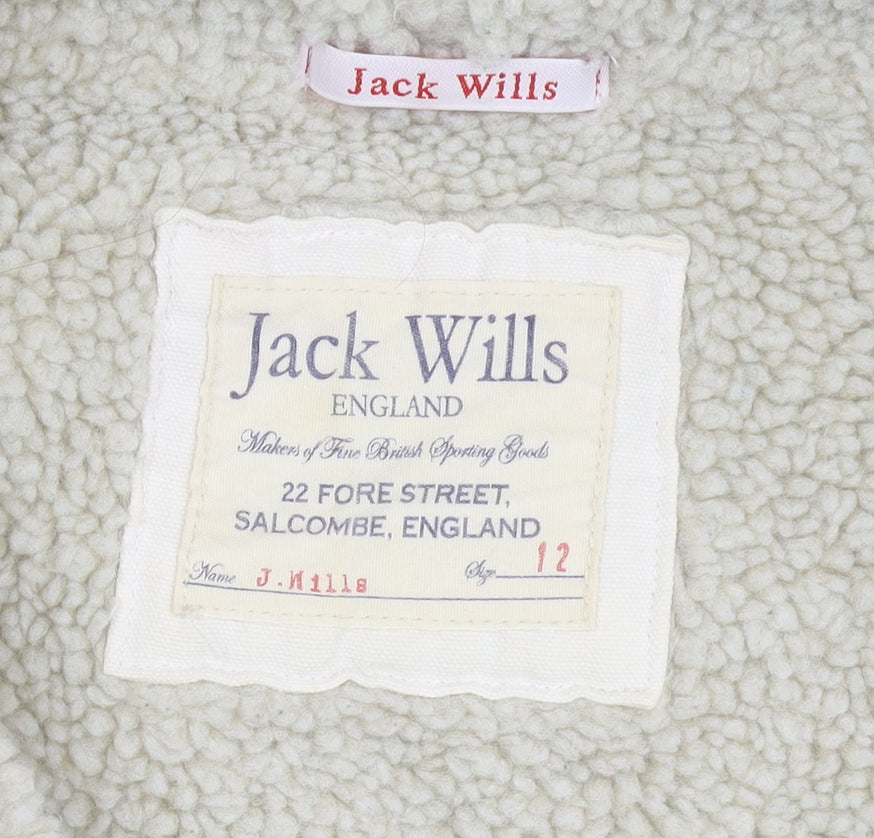 Jack Wills
Jack Wills
ENGLAND
Makers of Fine British Sporting Goods
22 FORE STREET,
SALCOMBE, ENGLAND
Name J.Wills Size 12